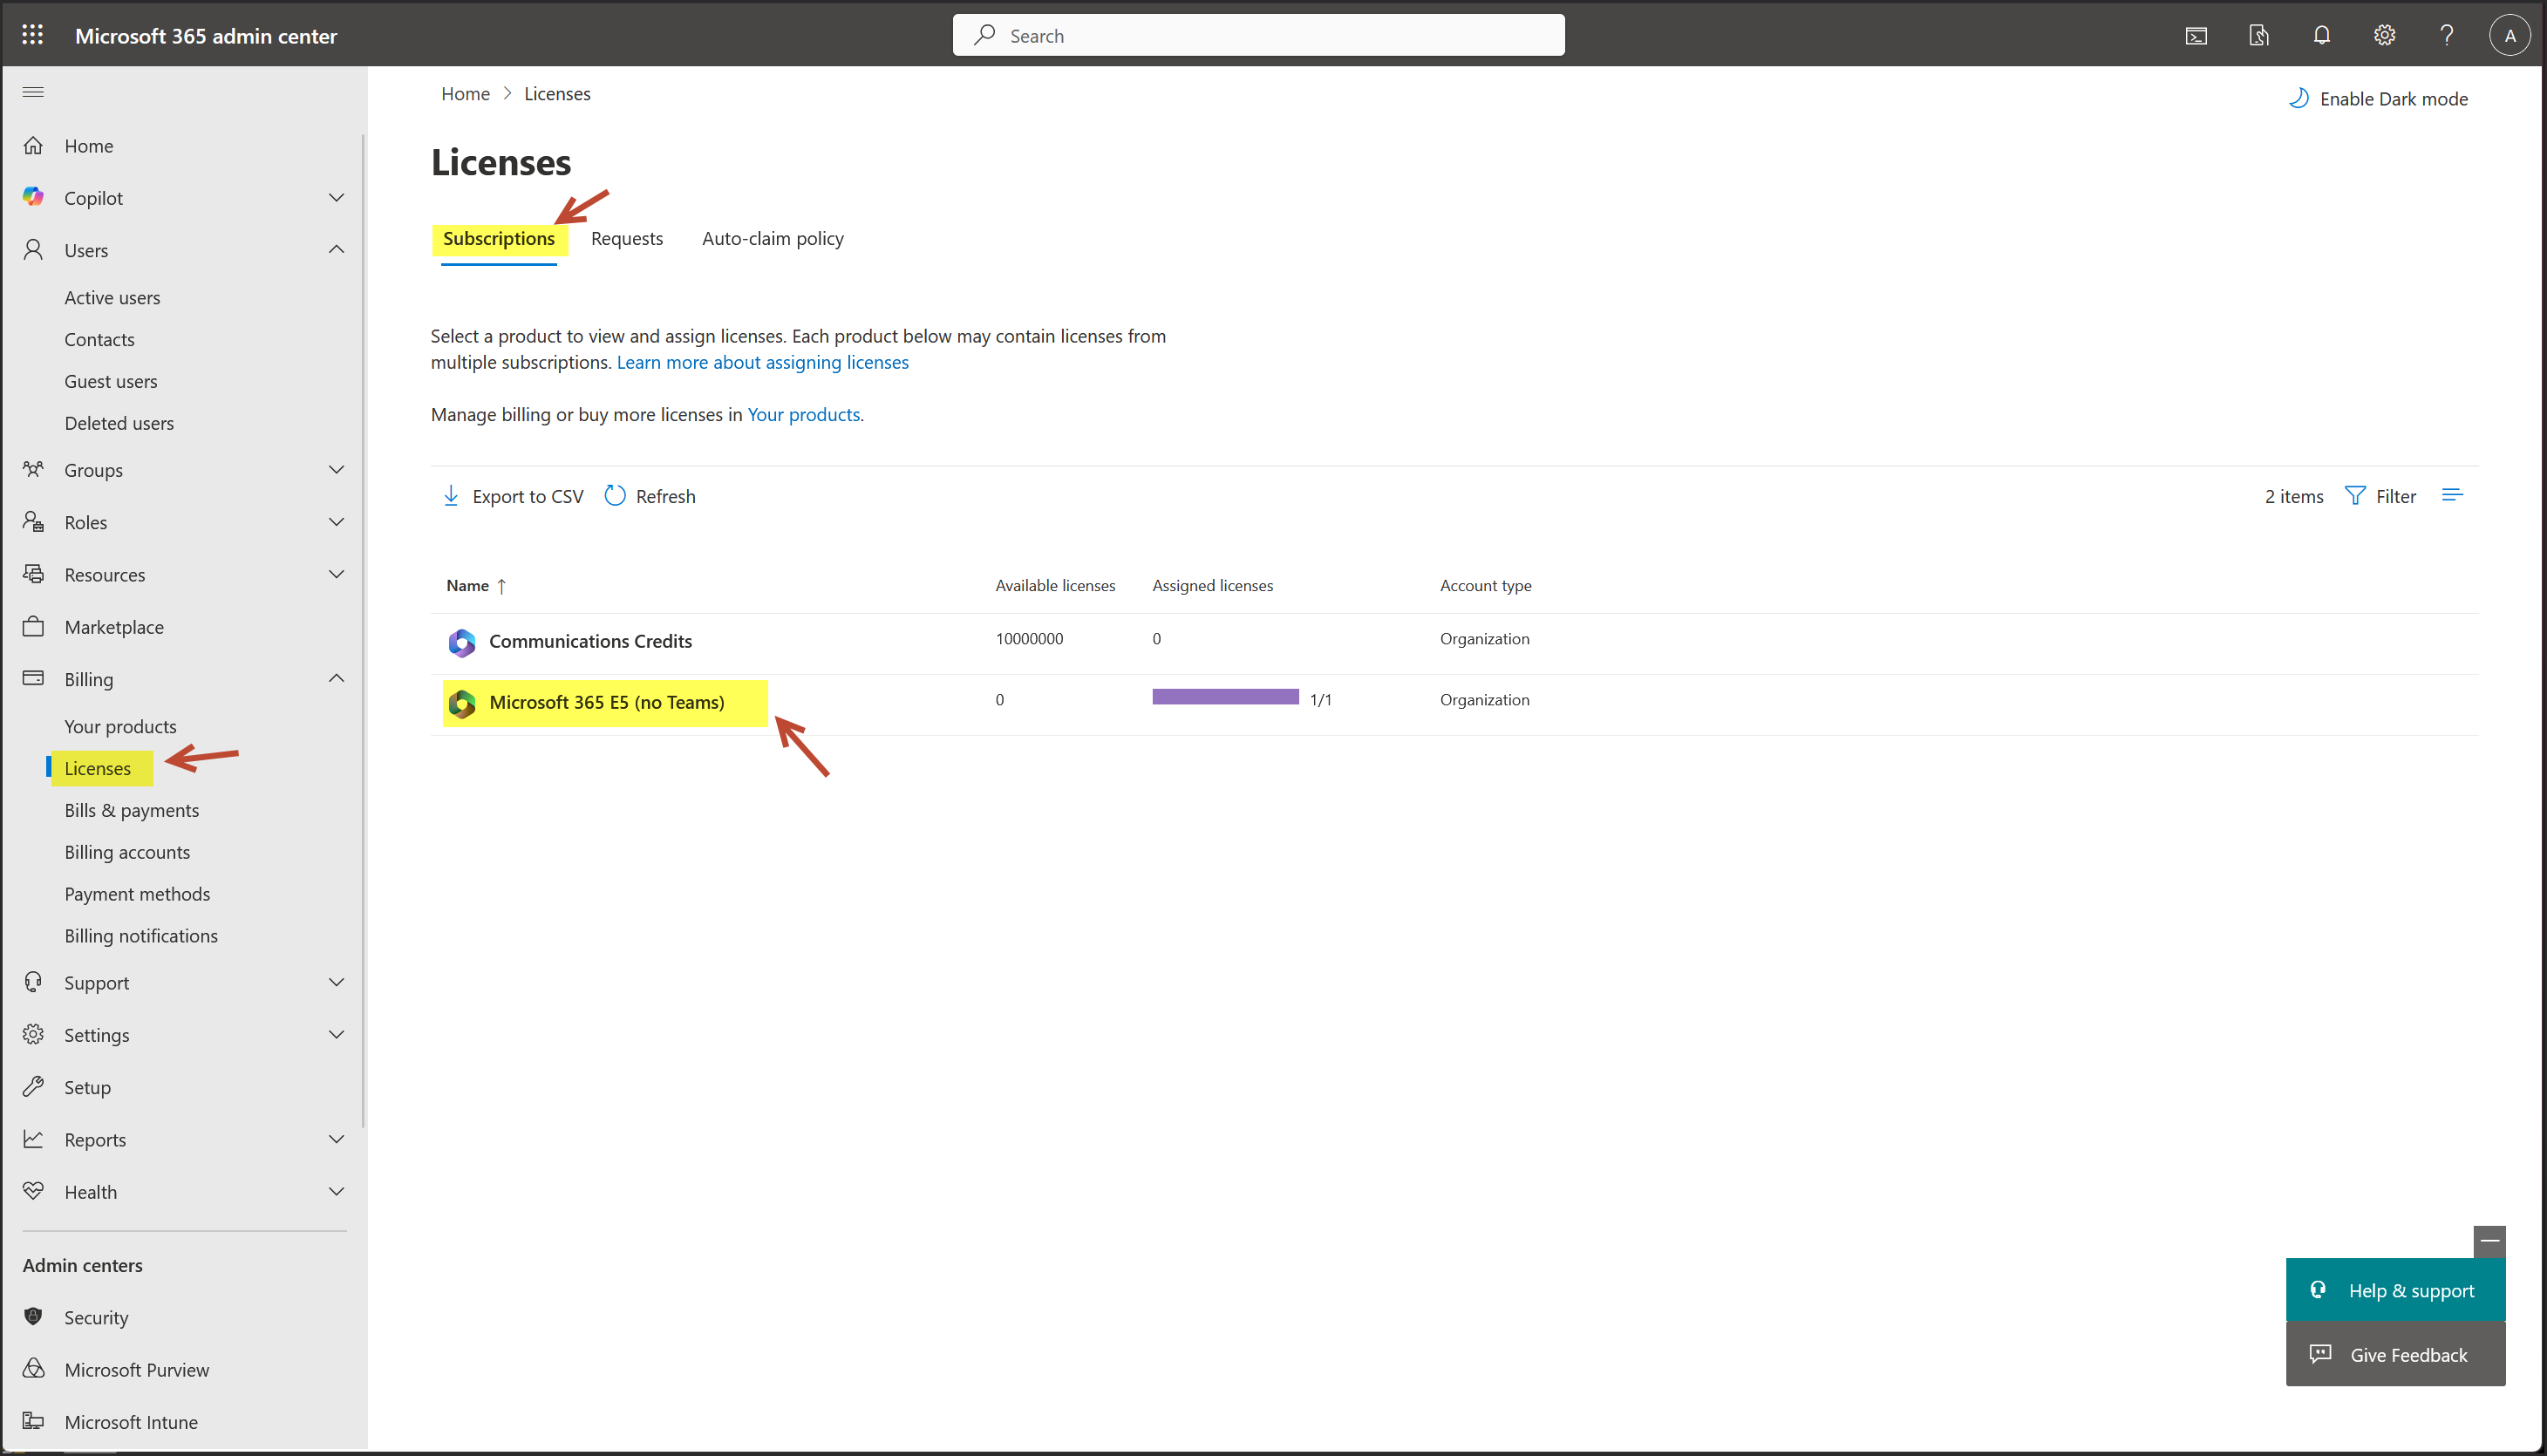 Microsoft 365 admin center
Search
A
Home
Copilot
Users
Active users
Contacts
Guest users
Deleted users
Groups
Roles
Resources
Marketplace
Billing
Your products
Licenses
Bills & payments
Billing accounts
Payment methods
Billing notifications
Support
Settings
Setup
Reports
Health
Admin centers
Security
Microsoft Purview
Microsoft Intune
Home > Licenses
Enable Dark mode
Licenses
Subscriptions Requests Auto-claim policy
Select a product to view and assign licenses. Each product below may contain licenses from
multiple subscriptions. Learn more about assigning licenses
Manage billing or buy more licenses in Your products.
Export to CSV Refresh 2 items Filter
Name ↑ Available licenses Assigned licenses Account type
Communications Credits 10000000 0 Organization
Microsoft 365 E5 (no Teams) 0 1/1 Organization
Help & support
Give Feedback